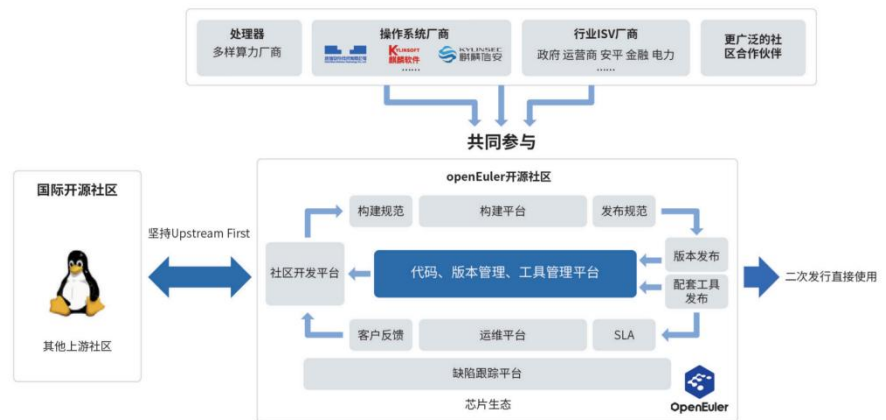 处理器
多样算力厂商
操作系统厂商
KYLINSOFT
麒麟软件
KYLINSEC
麒麟信安
......
行业ISV厂商
政府 运营商 安平 金融 电力
......
更广泛的社
区合作伙伴
共同参与
国际开源社区
其他上游社区
坚持Upstream First
openEuler开源社区
构建规范
构建平台
发布规范
社区开发平台
代码、版本管理、工具管理平台
版本发布
配套工具
发布
客户反馈
运维平台
SLA
缺陷跟踪平台
芯片生态
OpenEuler
二次发行直接使用